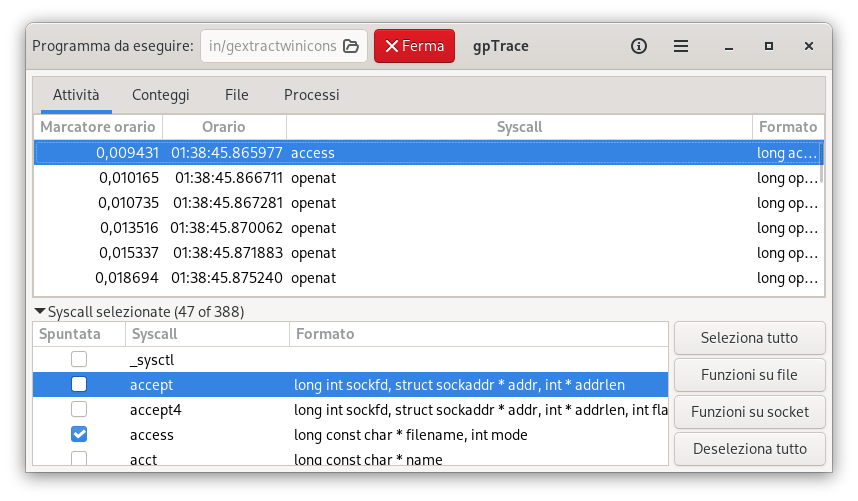 Programma da eseguire: in/gextractwinicons Ferma gpTrace
Attività Conteggi File Processi
Marcatore orario Orario Syscall Formato
0,009431 01:38:45.865977 access long ac...
0,010165 01:38:45.866711 openat long op...
0,010735 01:38:45.867281 openat long op...
0,013516 01:38:45.870062 openat long op...
0,015337 01:38:45.871883 openat long op...
0,018694 01:38:45.875240 openat long op...
Syscall selezionate (47 of 388)
Spuntata Syscall Formato
_sysctl
accept long int sockfd, struct sockaddr * addr, int * addrlen
accept4 long int sockfd, struct sockaddr * addr, int * addrlen, int fla
access long const char * filename, int mode
acct long const char * name
Seleziona tutto
Funzioni su file
Funzioni su socket
Deseleziona tutto